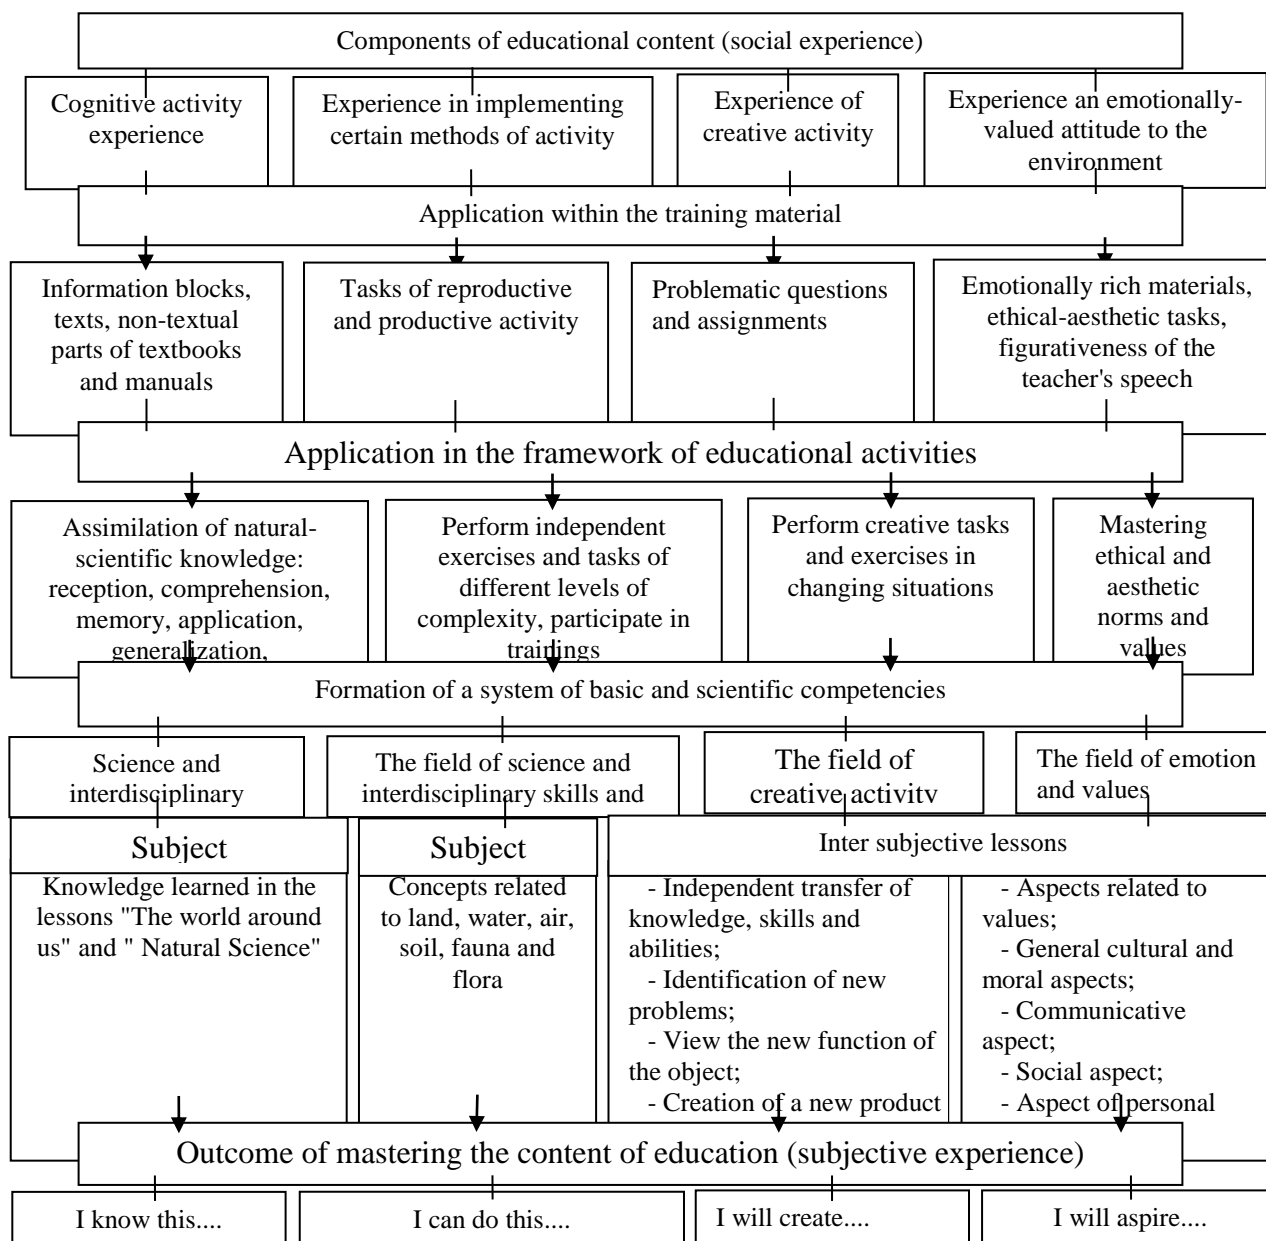 Components of educational content (social experience)
Cognitive activity
experience
Experience in implementing
certain methods of activity
Experience of
creative activity
Experience an emotionally-
valued attitude to the
environment
Application within the training material
Information blocks,
texts, non-textual
parts of textbooks
and manuals
Tasks of reproductive
and productive activity
Problematic questions
and assignments
Emotionally rich materials,
ethical-aesthetic tasks,
figurativeness of the
teacher's speech
Application in the framework of educational activities
Assimilation of natural-
scientific knowledge:
reception, comprehension,
memory, application,
generalization,
Perform independent
exercises and tasks of
different levels of
complexity, participate in
trainings
Perform creative tasks
and exercises in
changing situations
Mastering
ethical and
aesthetic
norms and
values
Formation of a system of basic and scientific competencies
Science and
interdisciplinary
The field of science and
interdisciplinary skills and
The field of
creative activity
The field of emotion
and values
Subject
Knowledge learned in the
lessons "The world around
us" and " Natural Science"
Subject
Concepts related
to land, water, air,
soil, fauna and
flora
Inter subjective lessons
- Independent transfer of
knowledge, skills and
abilities;
- Identification of new
problems;
- View the new function of
the object;
- Creation of a new product
- Aspects related to
values;
- General cultural and
moral aspects;
- Communicative
aspect;
- Social aspect;
- Aspect of personal
Outcome of mastering the content of education (subjective experience)
I know this....
I can do this....
I will create....
I will aspire....